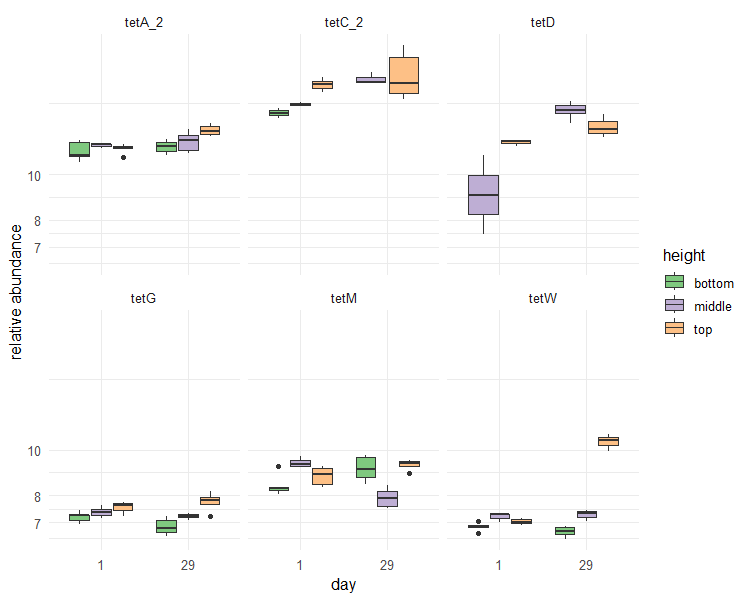 tetA_2 tetC_2 tetD
10
8
7
relative abundance
height
bottom
middle
top
tetG tetM tetW
10
8
7
1 29 1 29 1 29
day